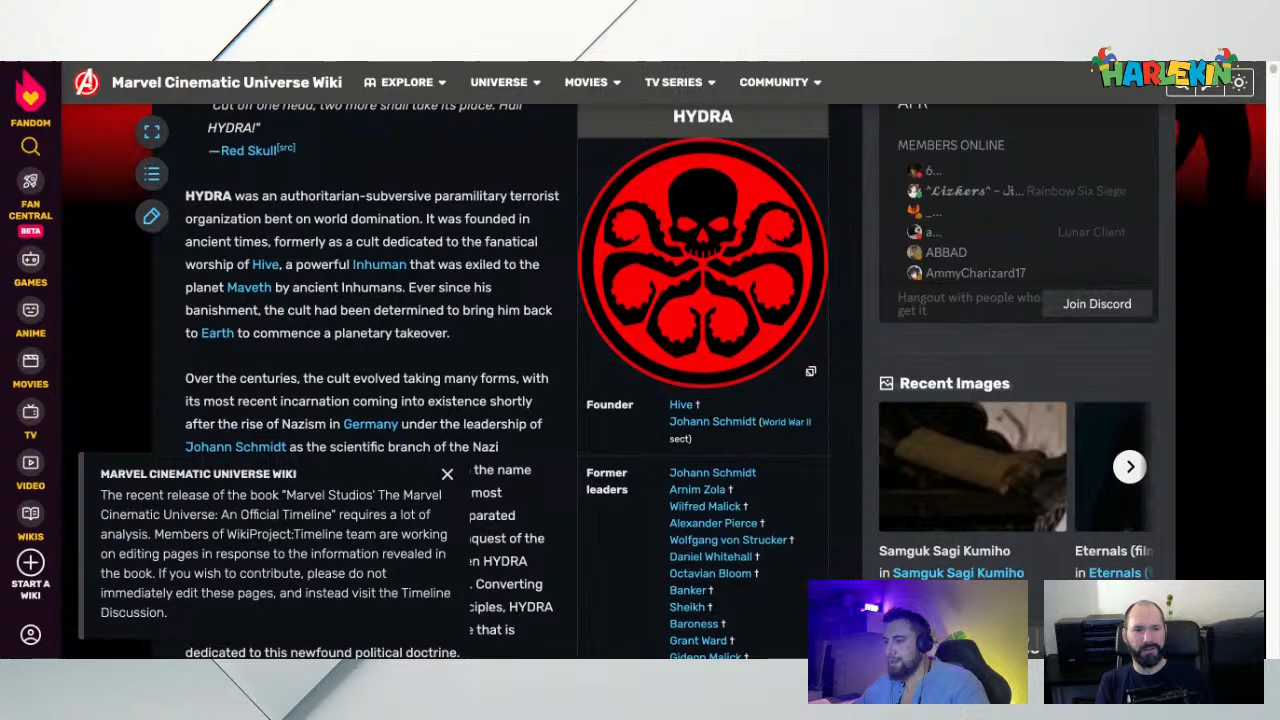 HARLEKIN
Marvel Cinematic Universe Wiki
EXPLORE
UNIVERSE
MOVIES
TV SERIES
COMMUNITY
FANDOM
FAN
CENTRAL
BETA
GAMES
ANIME
MOVIES
TV
VIDEO
WIKIS
START A
WIKI
"Cut off one head, two more shall take its place. Hail
HYDRA!"
—Red Skull[src]
HYDRA was an authoritarian-subversive paramilitary terrorist
organization bent on world domination. It was founded in
ancient times, formerly as a cult dedicated to the fanatical
worship of Hive, a powerful Inhuman that was exiled to the
planet Maveth by ancient Inhumans. Ever since his
banishment, the cult had been determined to bring him back
to Earth to commence a planetary takeover.
Over the centuries, the cult evolved taking many forms, with
its most recent incarnation coming into existence shortly
after the rise of Nazism in Germany under the leadership of
Johann Schmidt as the scientific branch of the Nazi
the name
most
parated
nquest of the
en HYDRA
. Converting
ciples, HYDRA
e that is
dedicated to this newfound political doctrine.
MARVEL CINEMATIC UNIVERSE WIKI
The recent release of the book "Marvel Studios' The Marvel
Cinematic Universe: An Official Timeline" requires a lot of
analysis. Members of WikiProject:Timeline team are working
on editing pages in response to the information revealed in
the book. If you wish to contribute, please do not
immediately edit these pages, and instead visit the Timeline
Discussion.
HYDRA
Founder
Hive †
Johann Schmidt (World War II
sect)
Former
leaders
Johann Schmidt
Arnim Zola †
Wilfred Malick †
Alexander Pierce †
Wolfgang von Strucker †
Daniel Whitehall †
Octavian Bloom †
Banker †
Sheikh †
Baroness †
Grant Ward †
Gideon Malick †
MEMBERS ONLINE
6...
Rainbow Six Siege
_...
a... Lunar Client
ABBAD
AmmyCharizard17
Hangout with people who
get it
Join Discord
Recent Images
Samguk Sagi Kumiho
in Samguk Sagi Kumiho
Eternals (fil
in Eternals (